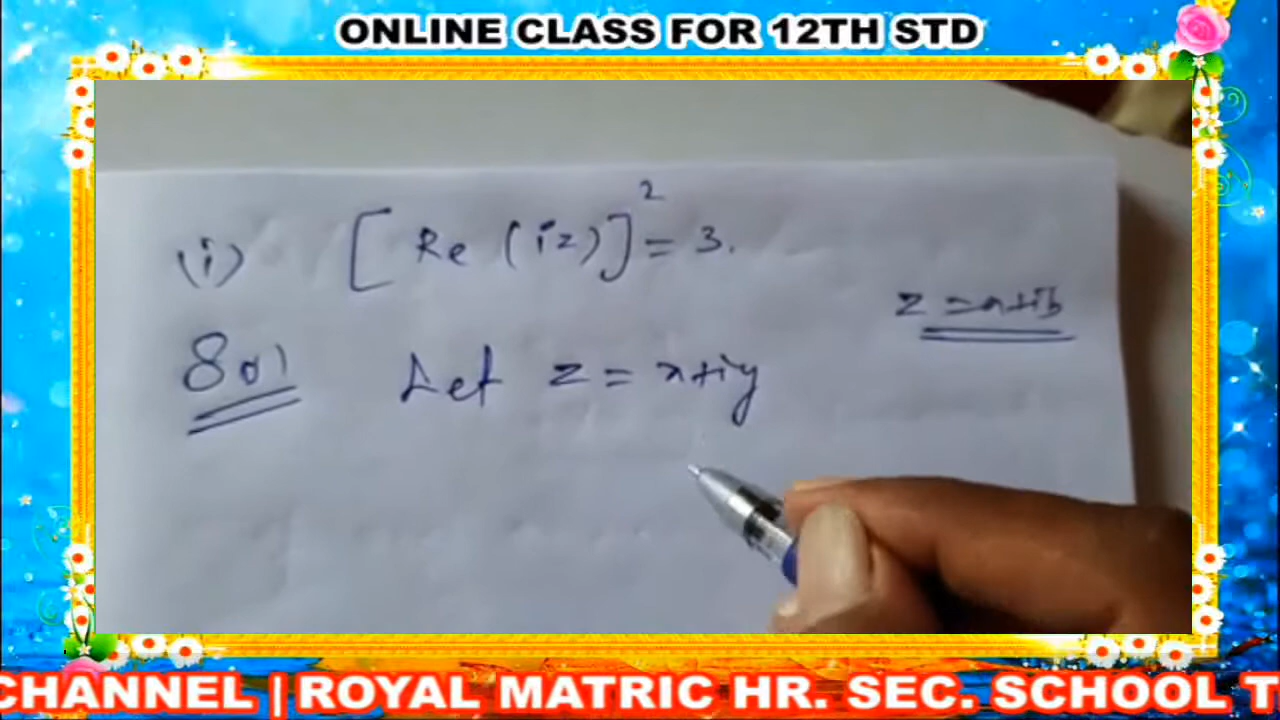 ONLINE CLASS FOR 12TH STD
(i) [Re (iz)]² = 3.
z = a+ib
Sol Let z = x+iy
CHANNEL | ROYAL MATRIC HR. SEC. SCHOOL T